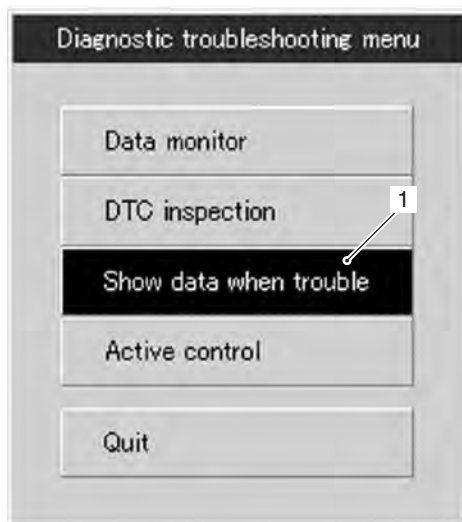 Diagnostic troubleshooting menu
Data monitor
DTC inspection
1
Show data when trouble
Active control
Quit